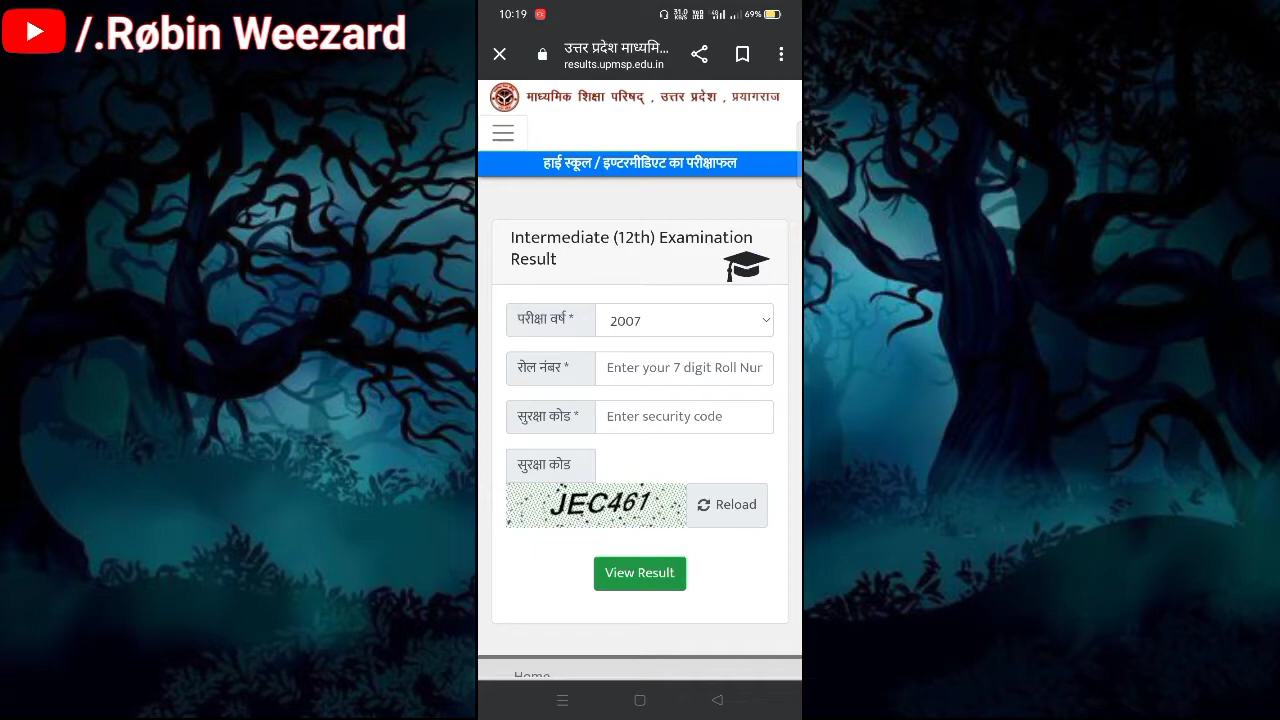 /.Røbin Weezard
10:19
69%
उत्तर प्रदेश माध्यमि...
results.upmsp.edu.in
माध्यमिक शिक्षा परिषद् , उत्तर प्रदेश , प्रयागराज
हाई स्कूल / इण्टरमीडिएट का परीक्षाफल
Intermediate (12th) Examination
Result
परीक्षा वर्ष * 2007
रोल नंबर * Enter your 7 digit Roll Nur
सुरक्षा कोड * Enter security code
सुरक्षा कोड
JEC461 Reload
View Result
Home